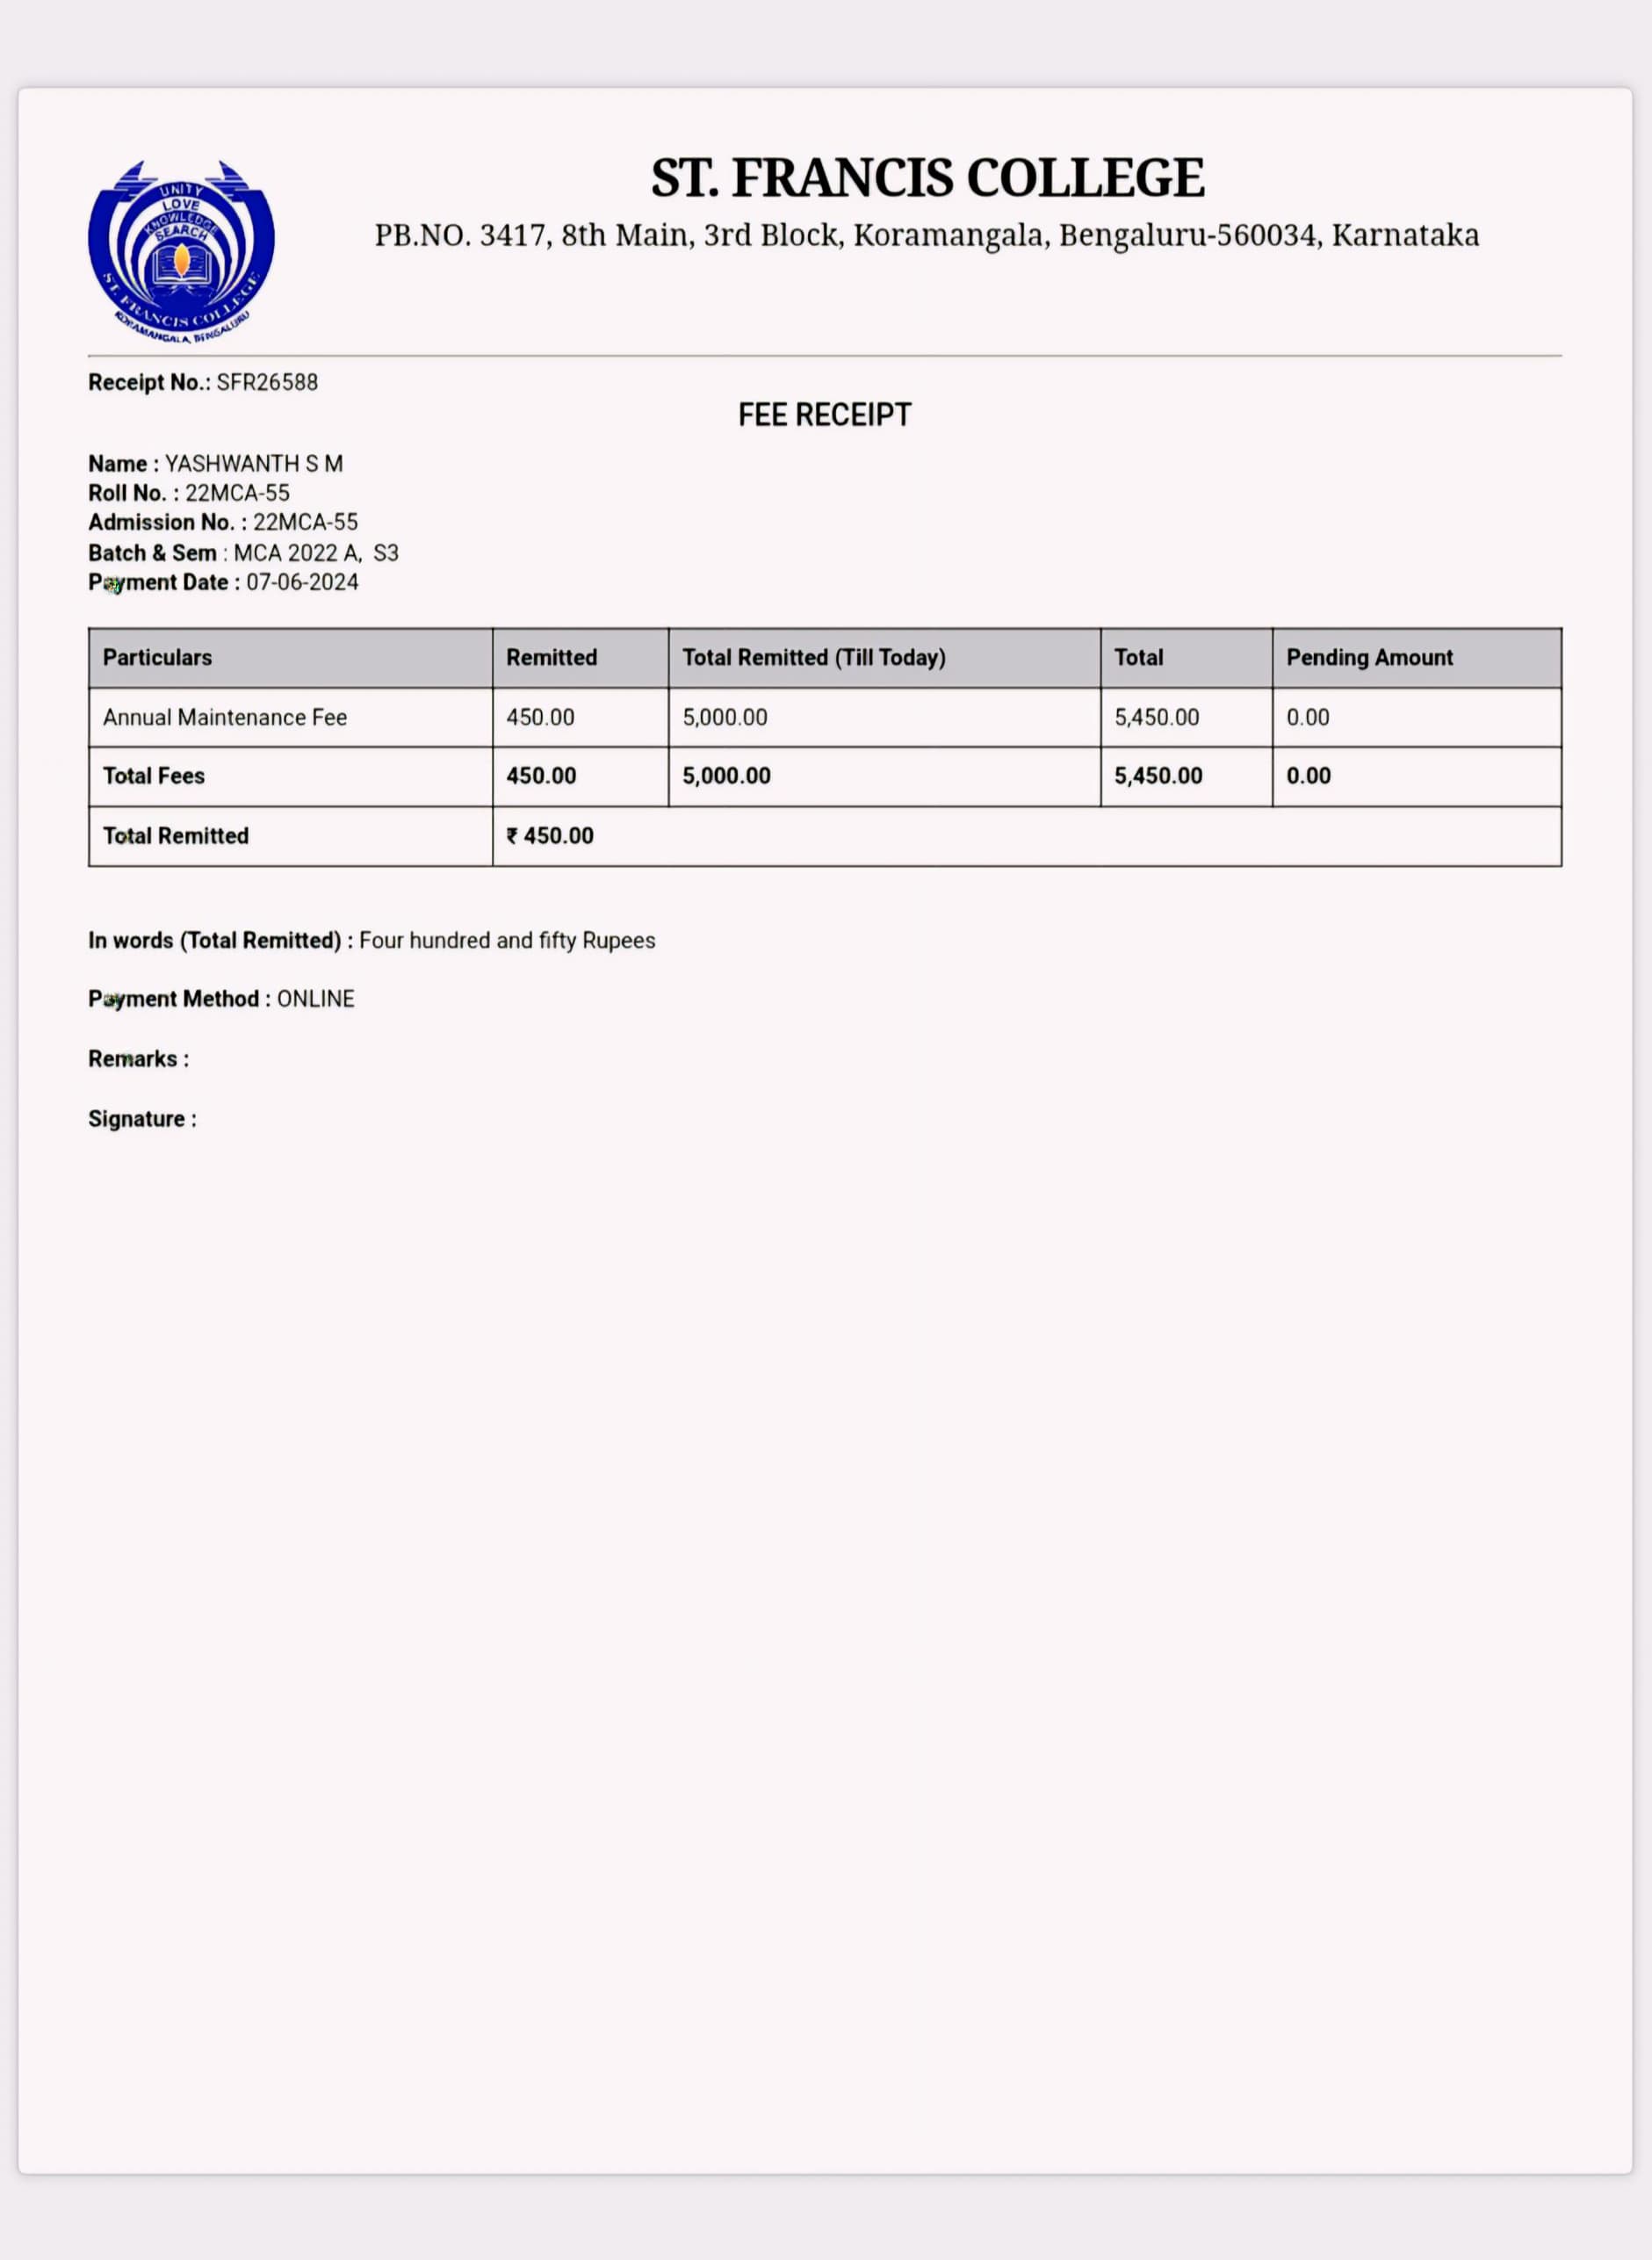 UNITY
LOVE
KNOWLEDGE
SEARCH
ST. FRANCIS COLLEGE
KORAMANGALA, BENGALURU
ST. FRANCIS COLLEGE
PB.NO. 3417, 8th Main, 3rd Block, Koramangala, Bengaluru-560034, Karnataka
Receipt No.: SFR26588
FEE RECEIPT
Name : YASHWANTH S M
Roll No. : 22MCA-55
Admission No. : 22MCA-55
Batch & Sem : MCA 2022 A, S3
Payment Date : 07-06-2024
Particulars Remitted Total Remitted (Till Today) Total Pending Amount
Annual Maintenance Fee 450.00 5,000.00 5,450.00 0.00
Total Fees 450.00 5,000.00 5,450.00 0.00
Total Remitted ₹ 450.00
In words (Total Remitted) : Four hundred and fifty Rupees
Payment Method : ONLINE
Remarks :
Signature :